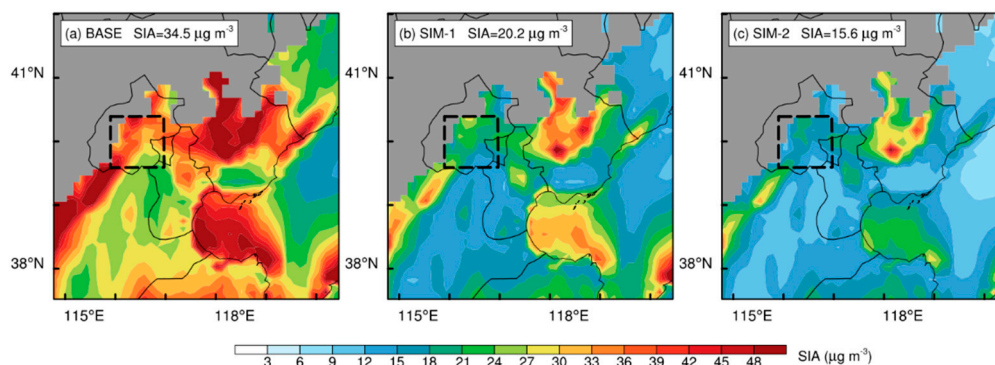 (a) BASE SIA=34.5 µg m⁻³
(b) SIM-1 SIA=20.2 µg m⁻³
(c) SIM-2 SIA=15.6 µg m⁻³
41°N
41°N
41°N
38°N
38°N
38°N
115°E 118°E
115°E 118°E
115°E 118°E
3 6 9 12 15 18 21 24 27 30 33 36 39 42 45 48
SIA (µg m⁻³)